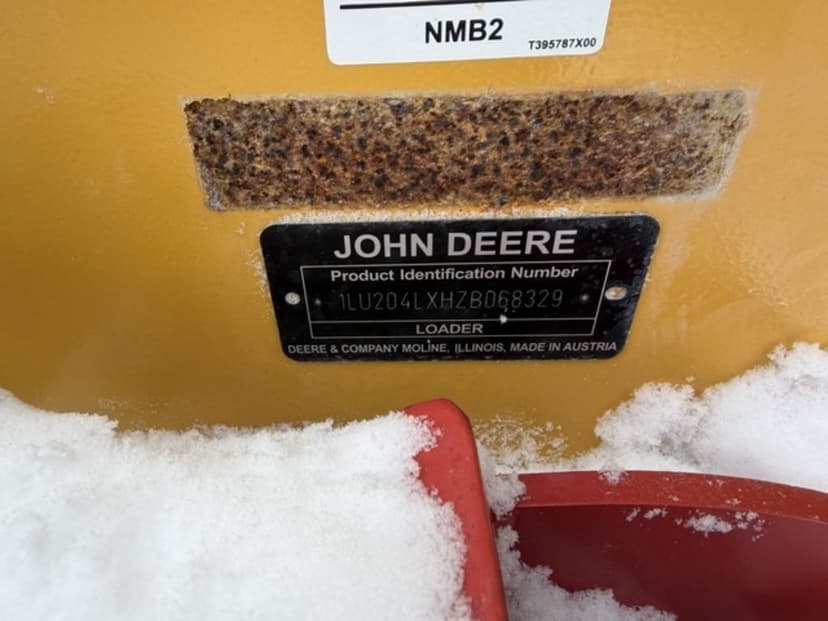 NMB2
T395787X00
JOHN DEERE
Product Identification Number
1LU204LXHZB068329
LOADER
DEERE & COMPANY MOLINE, ILLINOIS, MADE IN AUSTRIA